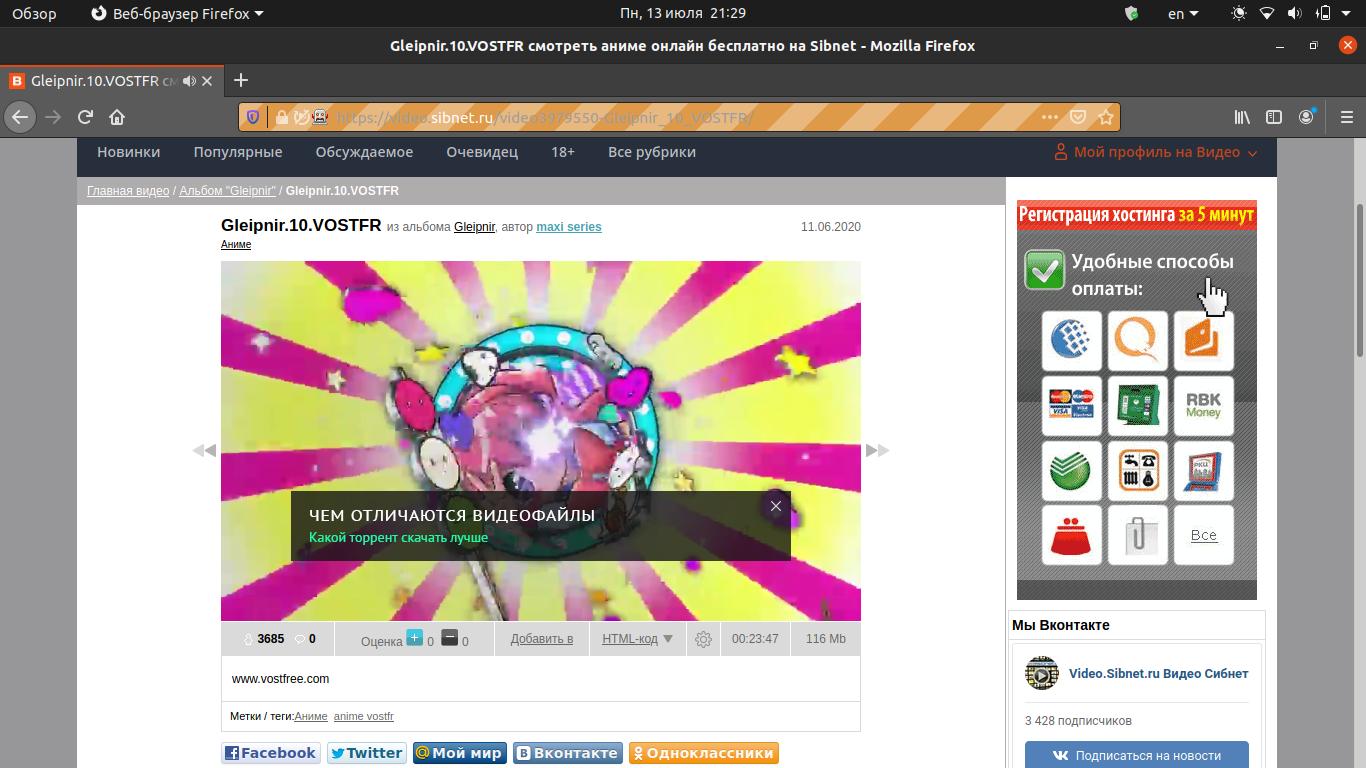 Обзор
Веб-браузер Firefox
Пн, 13 июля 21:29
en
Gleipnir.10.VOSTFR смотреть аниме онлайн бесплатно на Sibnet - Mozilla Firefox
Gleipnir.10.VOSTFR см
https://video.sibnet.ru/video3979550-Gleipnir_10_VOSTFR/
Новинки Популярные Обсуждаемое Очевидец 18+ Все рубрики
Мой профиль на Видео
Главная видео / Альбом "Gleipnir" / Gleipnir.10.VOSTFR
Gleipnir.10.VOSTFR из альбома Gleipnir, автор maxi series
11.06.2020
Аниме
ЧЕМ ОТЛИЧАЮТСЯ ВИДЕОФАЙЛЫ
Какой торрент скачать лучше
3685 0 Оценка + 0 − 0 Добавить в HTML-код 00:23:47 116 Mb
www.vostfree.com
Метки / теги:Аниме anime vostfr
Facebook Twitter Мой мир Вконтакте Одноклассники
Регистрация хостинга за 5 минут
Удобные способы
оплаты:
RBK
Money
Все
Мы Вконтакте
Video.Sibnet.ru Видео Сибнет
3 428 подписчиков
Подписаться на новости